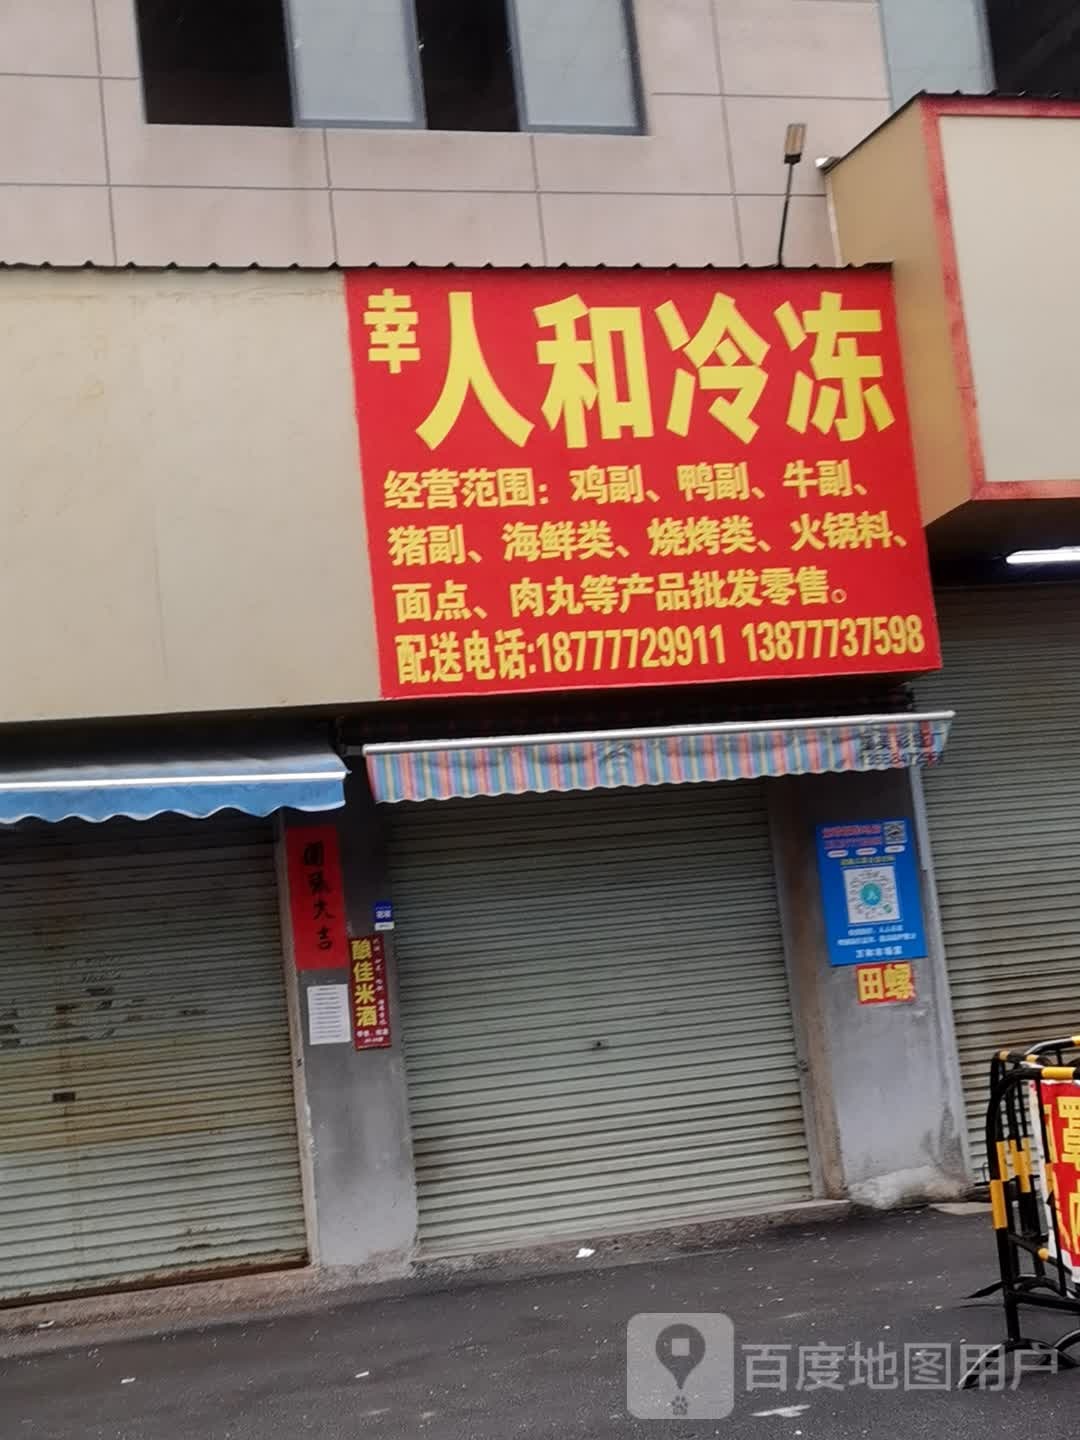 幸
人和冷冻
经营范围：鸡副、鸭副、牛副、
猪副、海鲜类、烧烤类、火锅料、
面点、肉丸等产品批发零售。
配送电话:18777729911 13877737598
开张大吉
酿佳米酒
田螺
百度地图用户